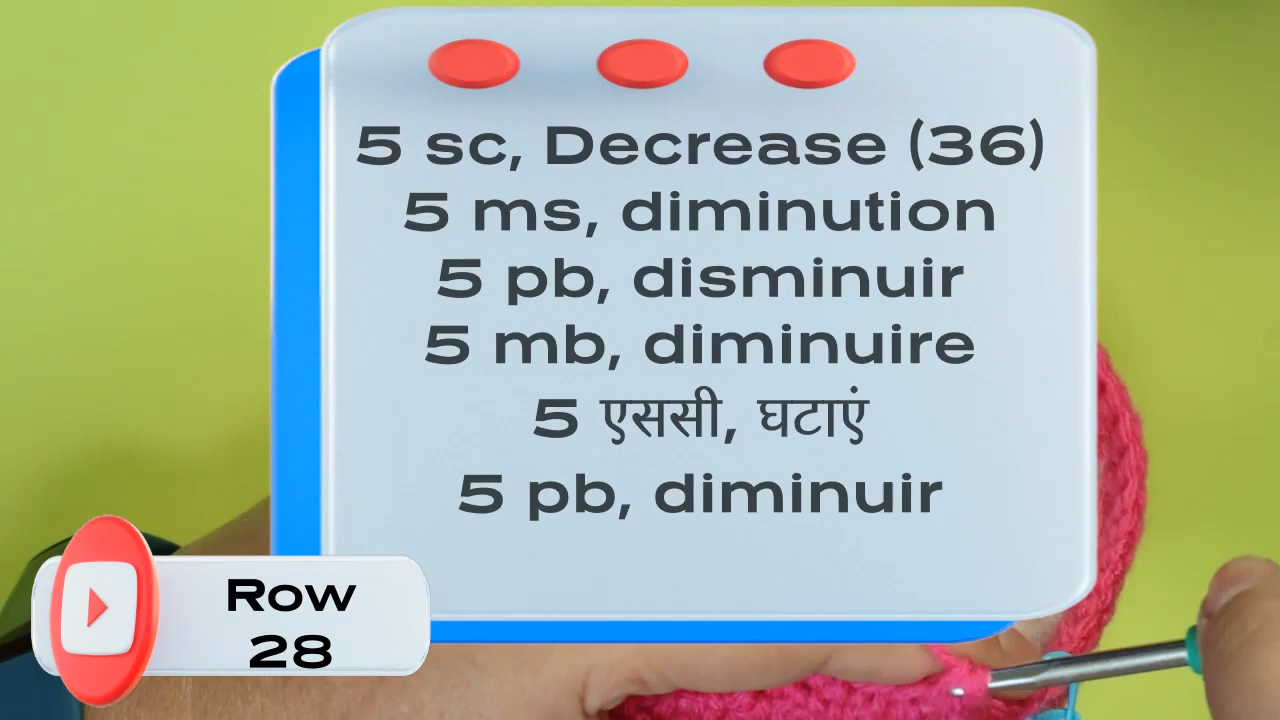 5 sc, Decrease (36)
5 ms, diminution
5 pb, disminuir
5 mb, diminuire
5 एससी, घटाएं
5 pb, diminuir
Row
28